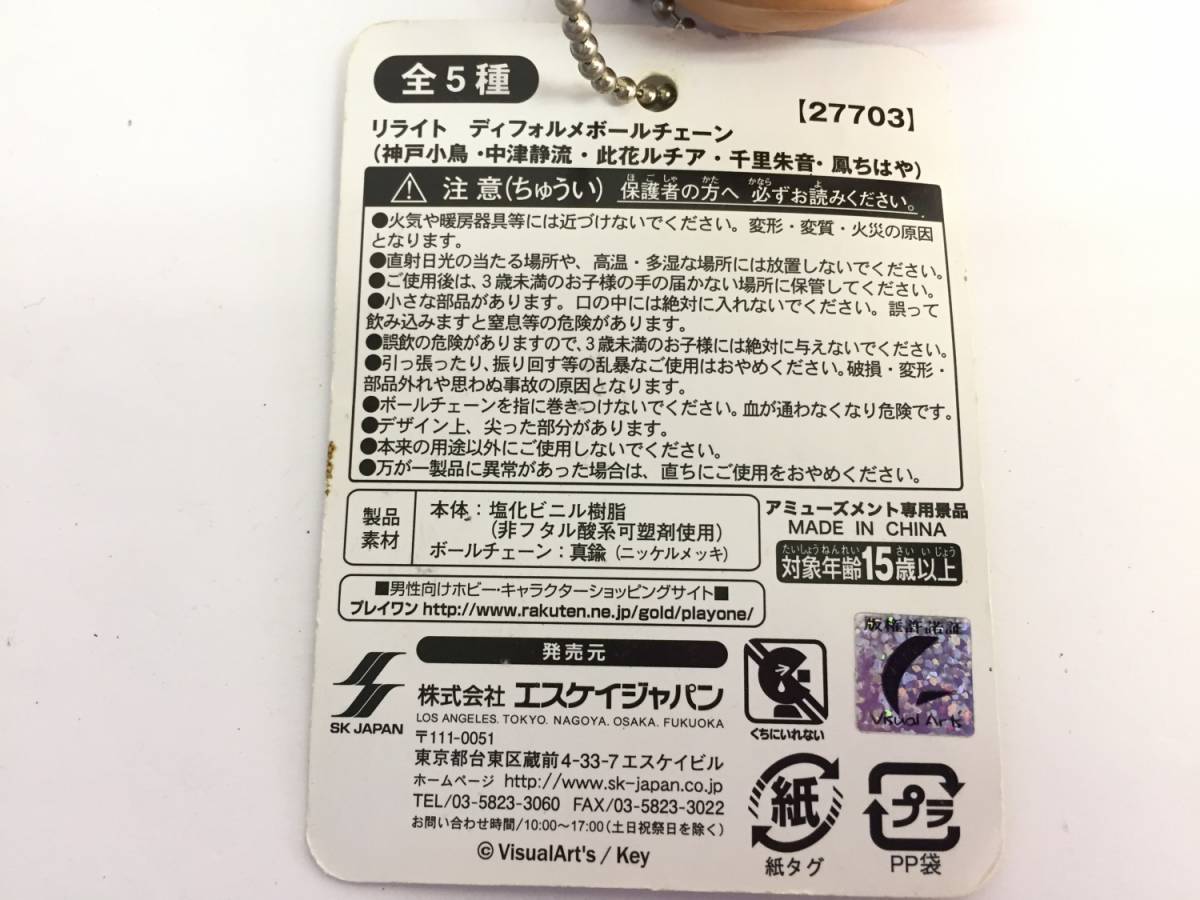 全5種
【27703】
リライト ディフォルメボールチェーン
(神戸小鳥・中津静流・此花ルチア・千里朱音・鳳ちはや)
注意(ちゅうい) 保護者の方へ 必ずお読みください。
ほごしゃ かた かなら よ
●火気や暖房器具等には近づけないでください。変形・変質・火災の原因
となります。
●直射日光の当たる場所や、高温・多湿な場所には放置しないでください。
●ご使用後は、3歳未満のお子様の手の届かない場所に保管してください。
●小さな部品があります。口の中には絶対に入れないでください。誤って
飲み込みますと窒息等の危険があります。
●誤飲の危険がありますので、3歳未満のお子様には絶対に与えないでください。
●引っ張ったり、振り回す等の乱暴なご使用はおやめください。破損・変形・
部品外れや思わぬ事故の原因となります。
●ボールチェーンを指に巻きつけないでください。血が通わなくなり危険です。
●デザイン上、尖った部分があります。
●本来の用途以外にご使用しないでください。
●万が一製品に異常があった場合は、直ちにご使用をおやめください。
製品
素材
本体:塩化ビニル樹脂
(非フタル酸系可塑剤使用)
ボールチェーン:真鍮(ニッケルメッキ)
アミューズメント専用景品
MADE IN CHINA
たいしょうねんれい さい いじょう
対象年齢15歳以上
■男性向けホビー・キャラクターショッピングサイト■
プレイワン http://www.rakuten.ne.jp/gold/playone/
発売元
SK JAPAN
株式会社 エスケイジャパン
LOS ANGELES. TOKYO. NAGOYA. OSAKA. FUKUOKA
〒111-0051
東京都台東区蔵前4-33-7エスケイビル
ホームページ http://www.sk-japan.co.jp
TEL/03-5823-3060 FAX/03-5823-3022
お問い合わせ時間/10:00〜17:00(土日祝祭日を除く)
© VisualArt's / Key
くちにいれない
版権許諾証
Visual Art's
紙
紙タグ
プラ
PP袋